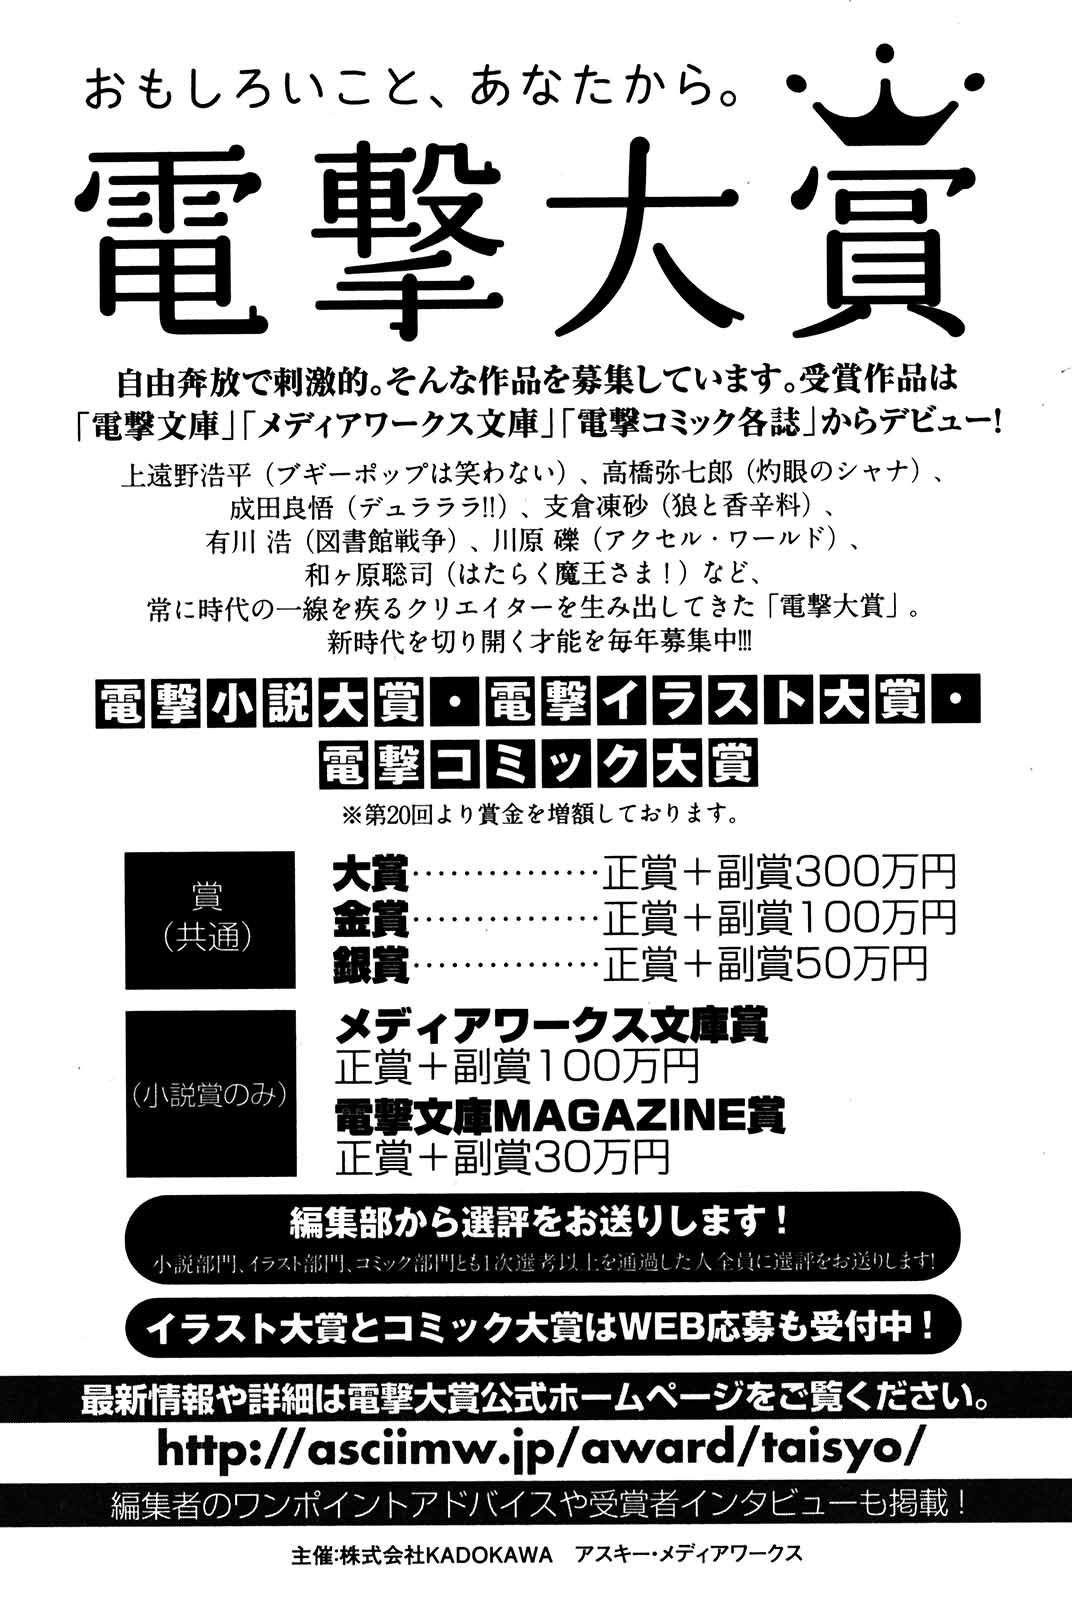 おもしろいこと、あなたから。
電撃大賞
自由奔放で刺激的。そんな作品を募集しています。受賞作品は
「電撃文庫」「メディアワークス文庫」「電撃コミック各誌」からデビュー!
上遠野浩平（ブギーポップは笑わない）、高橋弥七郎（灼眼のシャナ）、
成田良悟（デュラララ!!）、支倉凍砂（狼と香辛料）、
有川 浩（図書館戦争）、川原 礫（アクセル・ワールド）、
和ヶ原聡司（はたらく魔王さま！）など、
常に時代の一線を疾るクリエイターを生み出してきた「電撃大賞」。
新時代を切り開く才能を毎年募集中!!!
電撃小説大賞・電撃イラスト大賞・
電撃コミック大賞
※第20回より賞金を増額しております。
賞
（共通）
大賞……………正賞＋副賞300万円
金賞……………正賞＋副賞100万円
銀賞……………正賞＋副賞50万円
（小説賞のみ）
メディアワークス文庫賞
正賞＋副賞100万円
電撃文庫MAGAZINE賞
正賞＋副賞30万円
編集部から選評をお送りします！
小説部門、イラスト部門、コミック部門とも1次選考以上を通過した人全員に選評をお送りします!
イラスト大賞とコミック大賞はWEB応募も受付中！
最新情報や詳細は電撃大賞公式ホームページをご覧ください。
http://asciimw.jp/award/taisyo/
編集者のワンポイントアドバイスや受賞者インタビューも掲載！
主催:株式会社KADOKAWA　アスキー・メディアワークス